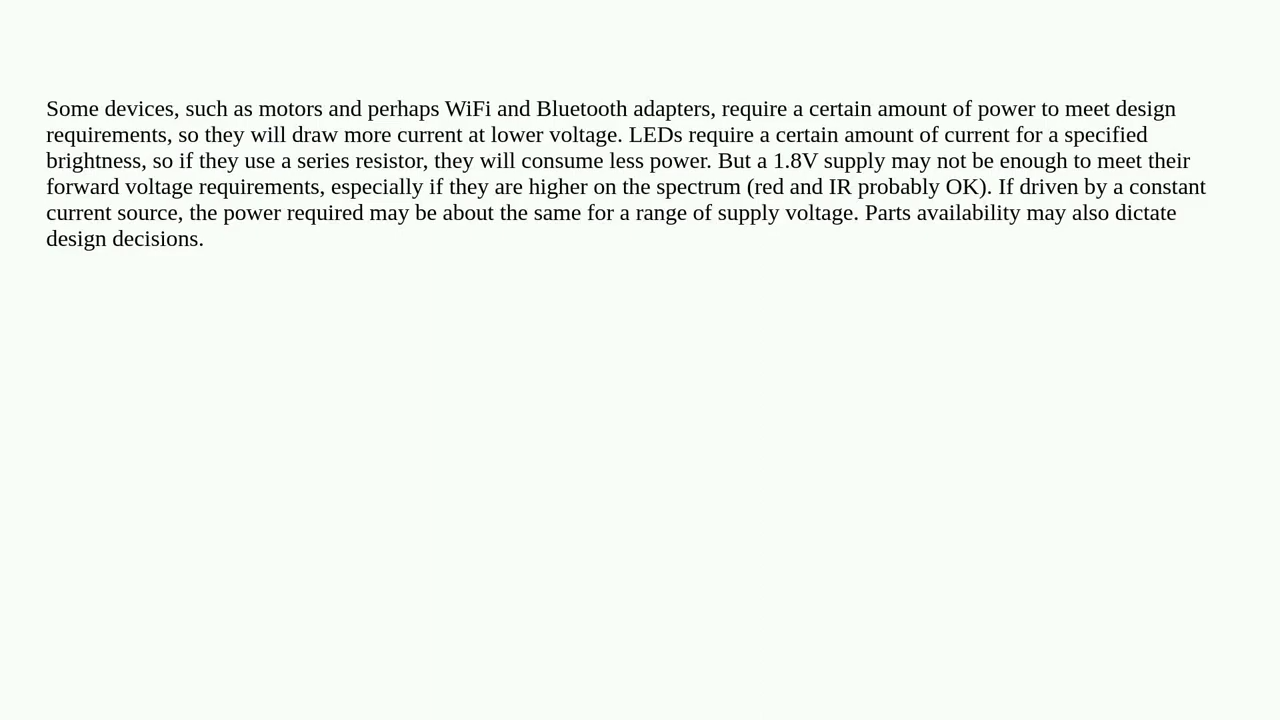 Some devices, such as motors and perhaps WiFi and Bluetooth adapters, require a certain amount of power to meet design
requirements, so they will draw more current at lower voltage. LEDs require a certain amount of current for a specified
brightness, so if they use a series resistor, they will consume less power. But a 1.8V supply may not be enough to meet their
forward voltage requirements, especially if they are higher on the spectrum (red and IR probably OK). If driven by a constant
current source, the power required may be about the same for a range of supply voltage. Parts availability may also dictate
design decisions.